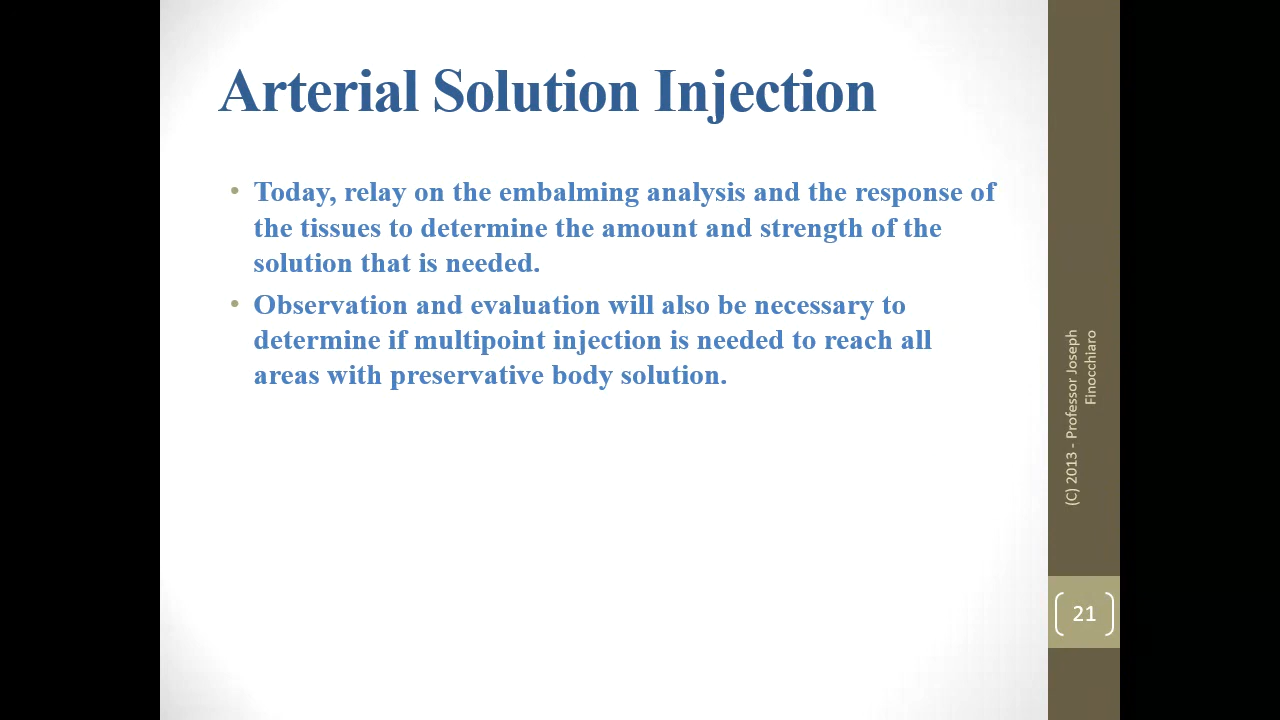 Arterial Solution Injection
• Today, relay on the embalming analysis and the response of
the tissues to determine the amount and strength of the
solution that is needed.
• Observation and evaluation will also be necessary to
determine if multipoint injection is needed to reach all
areas with preservative body solution.
(C) 2013 - Professor Joseph
Finocchiaro
21